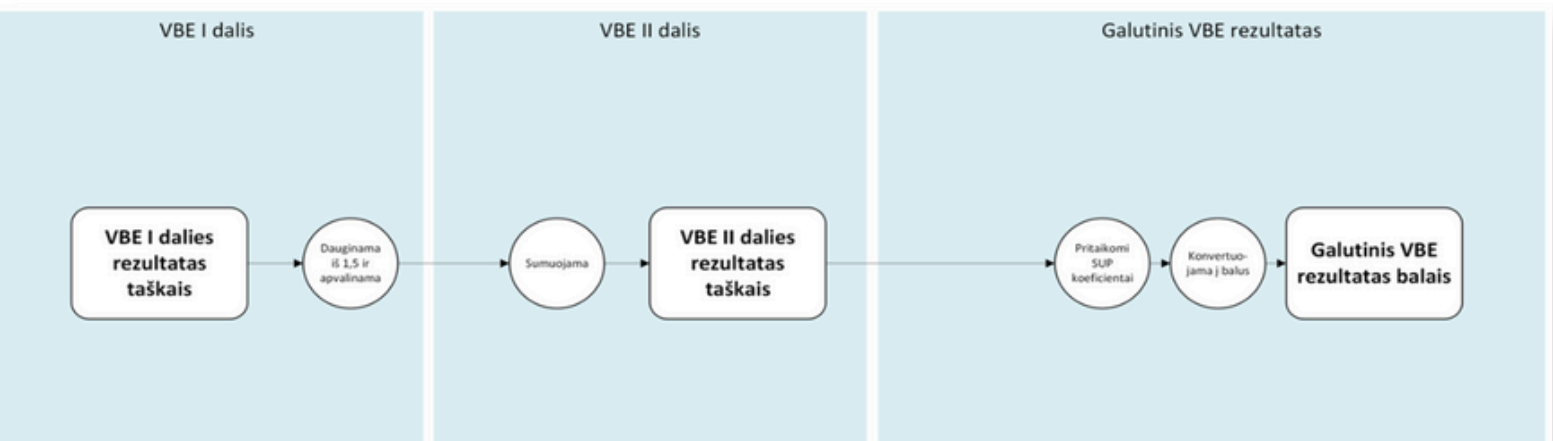 VBE I dalis
VBE II dalis
Galutinis VBE rezultatas
VBE I dalies
rezultatas
taškais
Dauginama
iš 1,5 ir
apvalinama
Sumuojama
VBE II dalies
rezultatas
taškais
Pritaikomi
SUP
koeficientai
Konvertuo-
jama į balus
Galutinis VBE
rezultatas balais